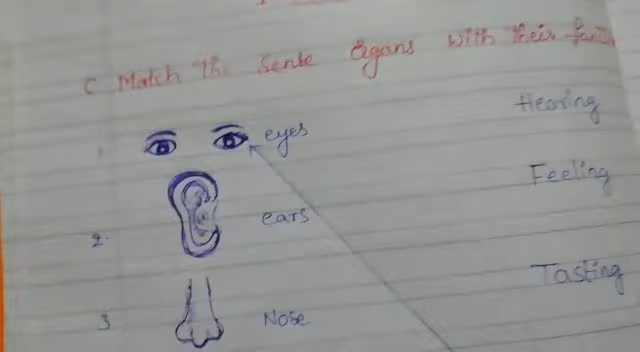 C Match The Sense Organs with their
Hearing
1. eyes
Feeling
2. ears
Tasting
3 Nose